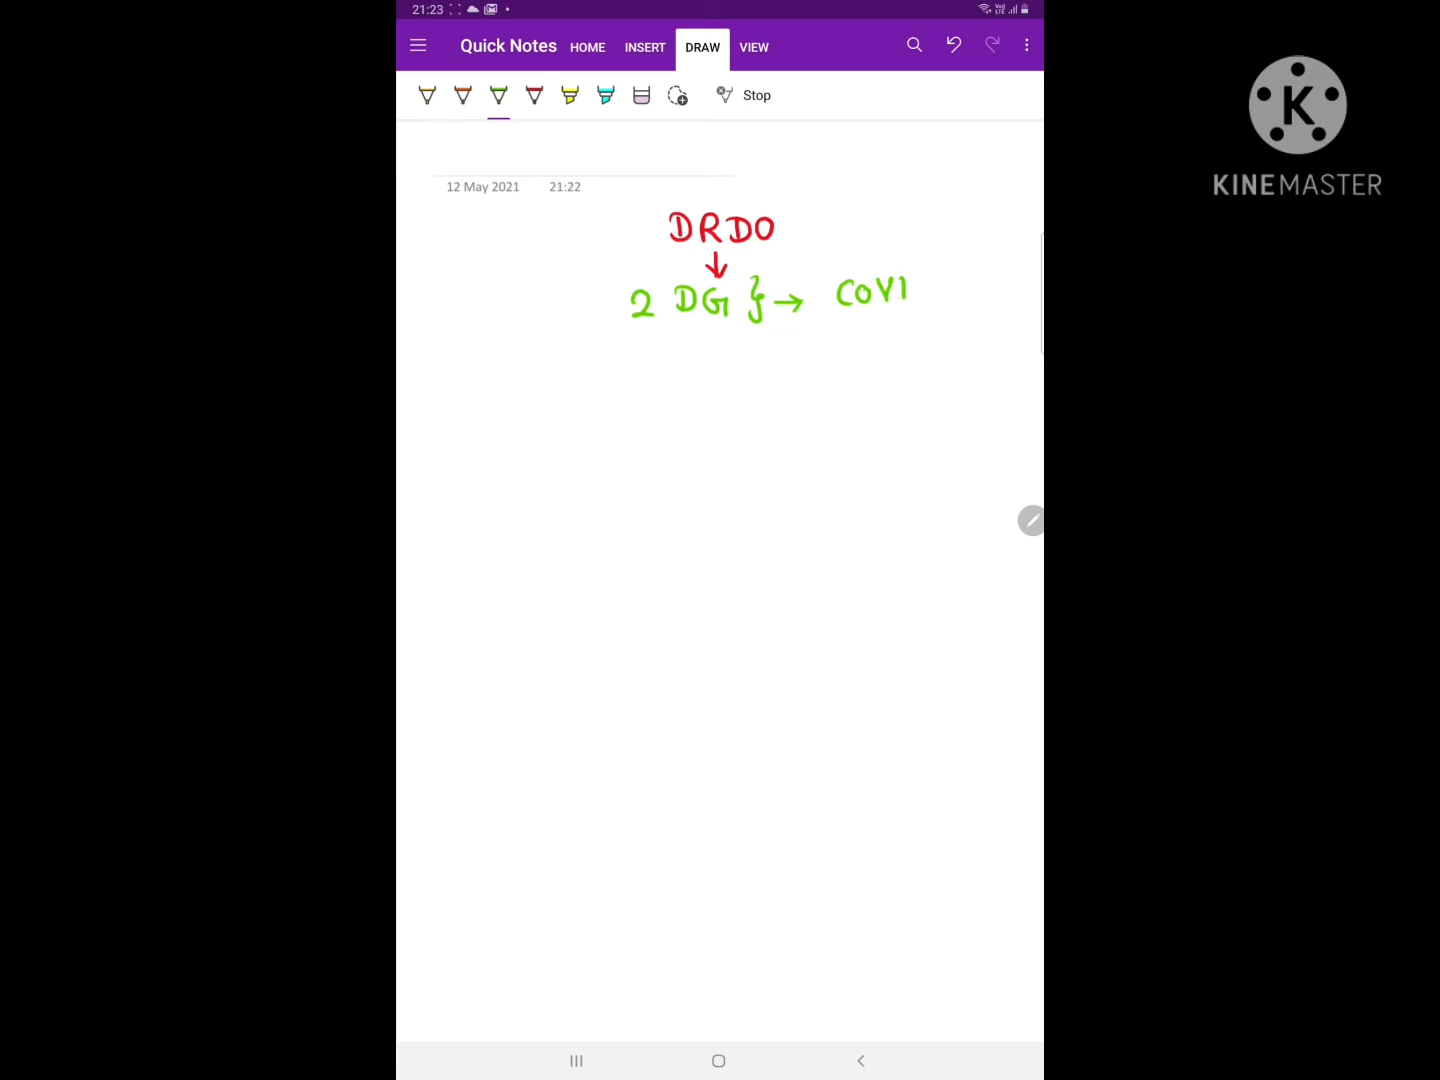 21:23
Quick Notes HOME INSERT DRAW VIEW
Stop
K
KINEMASTER
12 May 2021 21:22
DRDO
↓
2 DG } → COVI